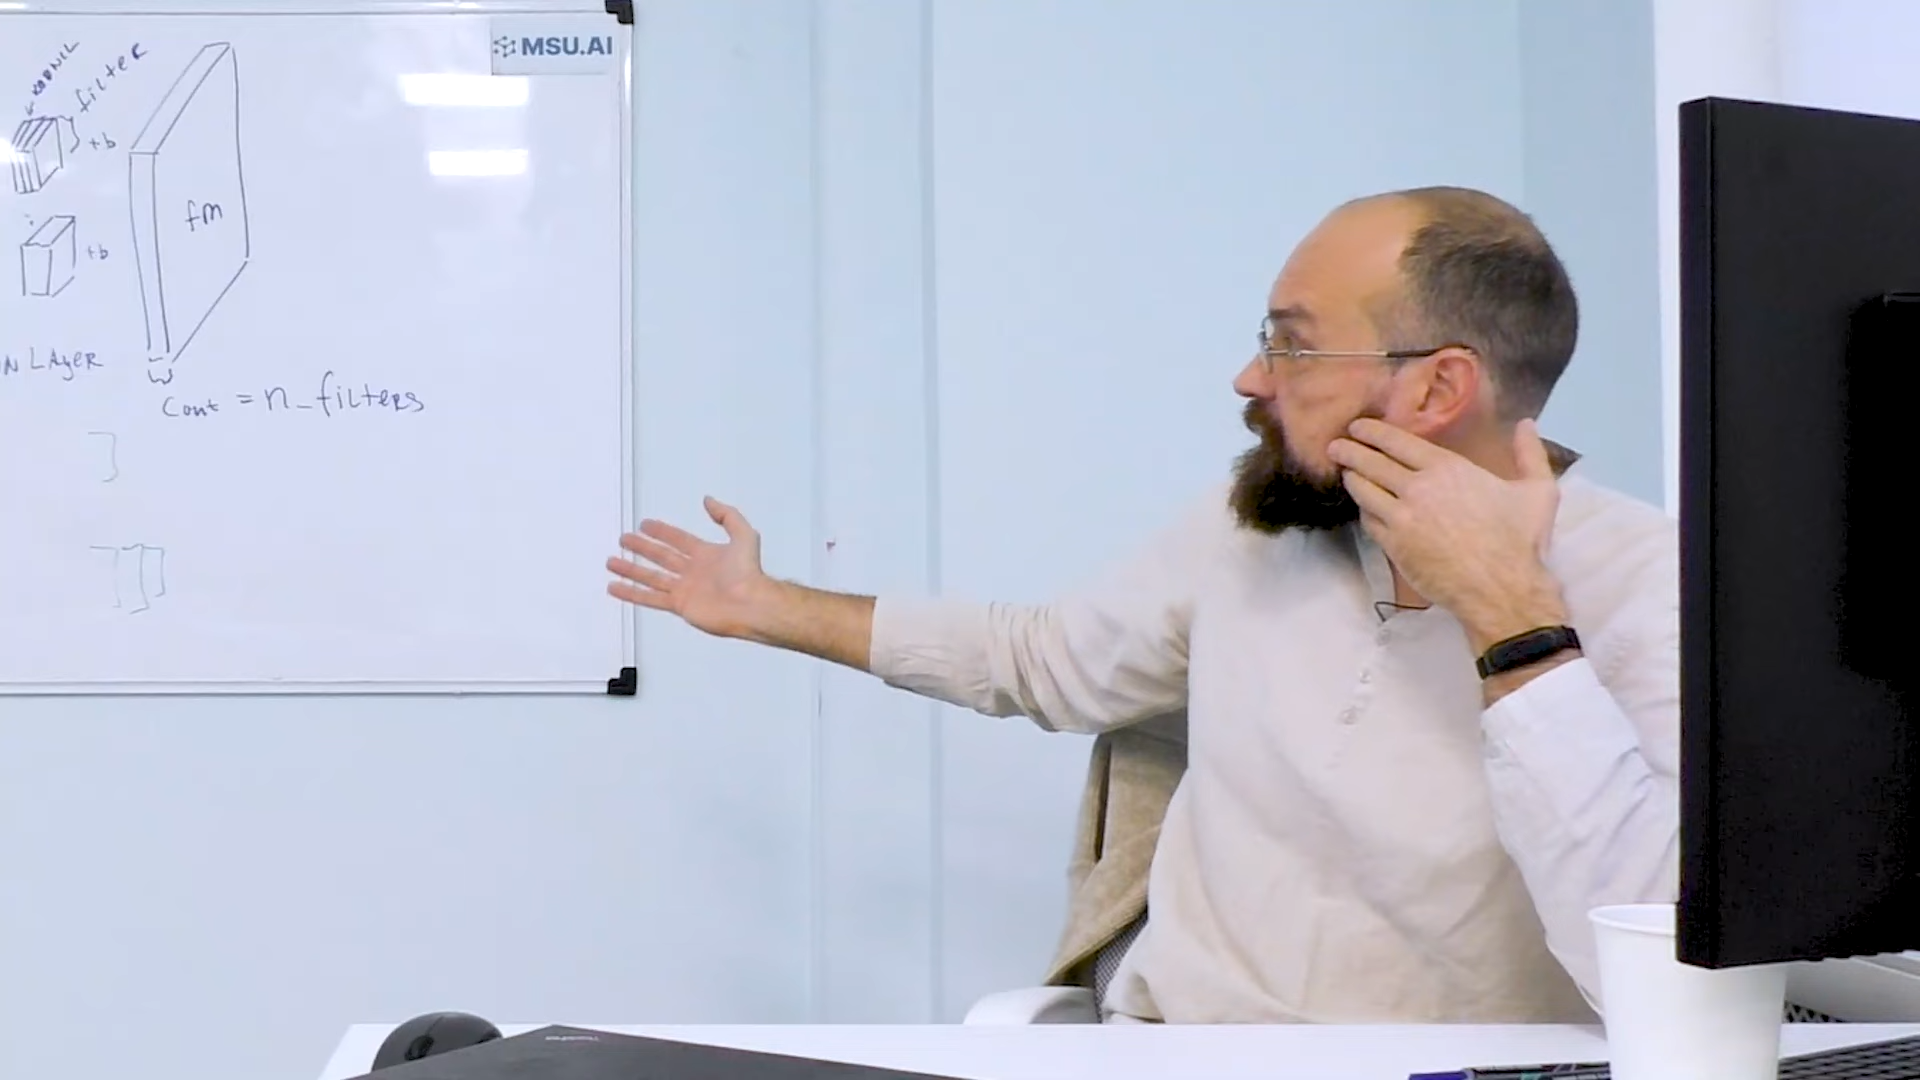 MSU.AI
filter
+b
fm
+b
N LAyeR
Cout = n_filters